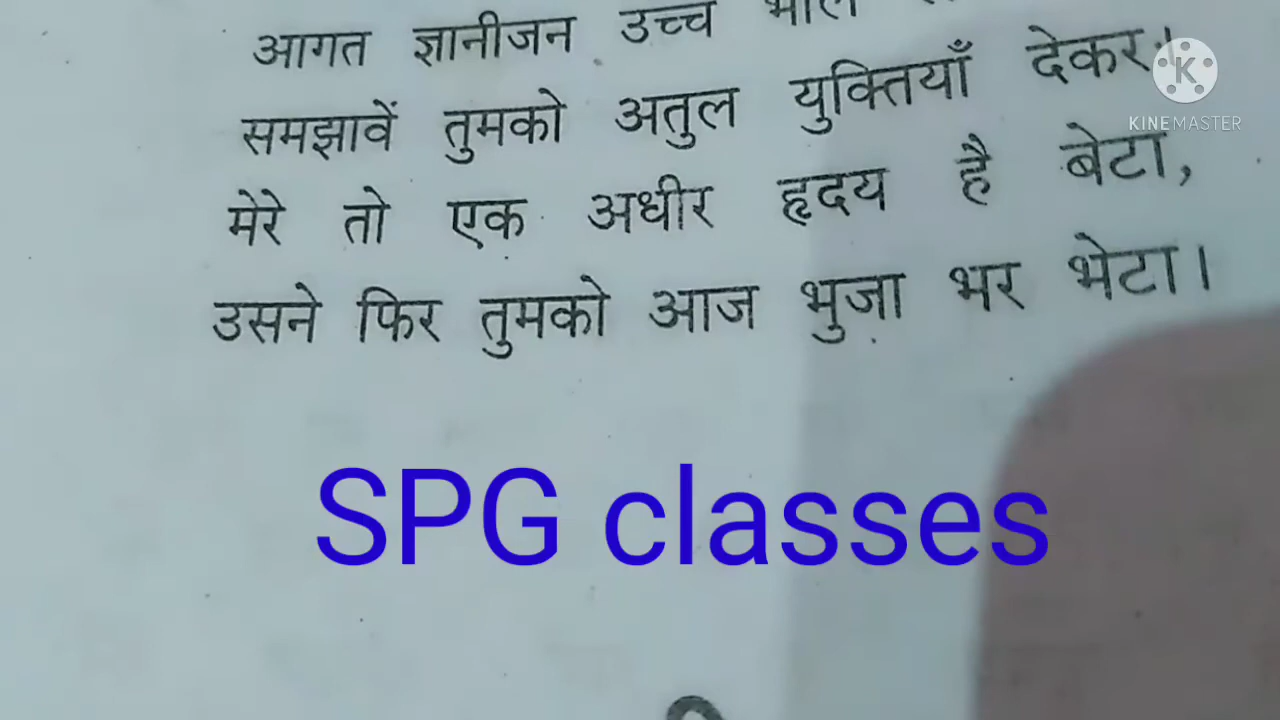 आगत ज्ञानीजन उच्च भाल
समझावें तुमको अतुल युक्तियाँ देकर।
KINEMASTER
मेरे तो एक अधीर हृदय है बेटा,
उसने फिर तुमको आज भुजा भर भेटा।
SPG classes